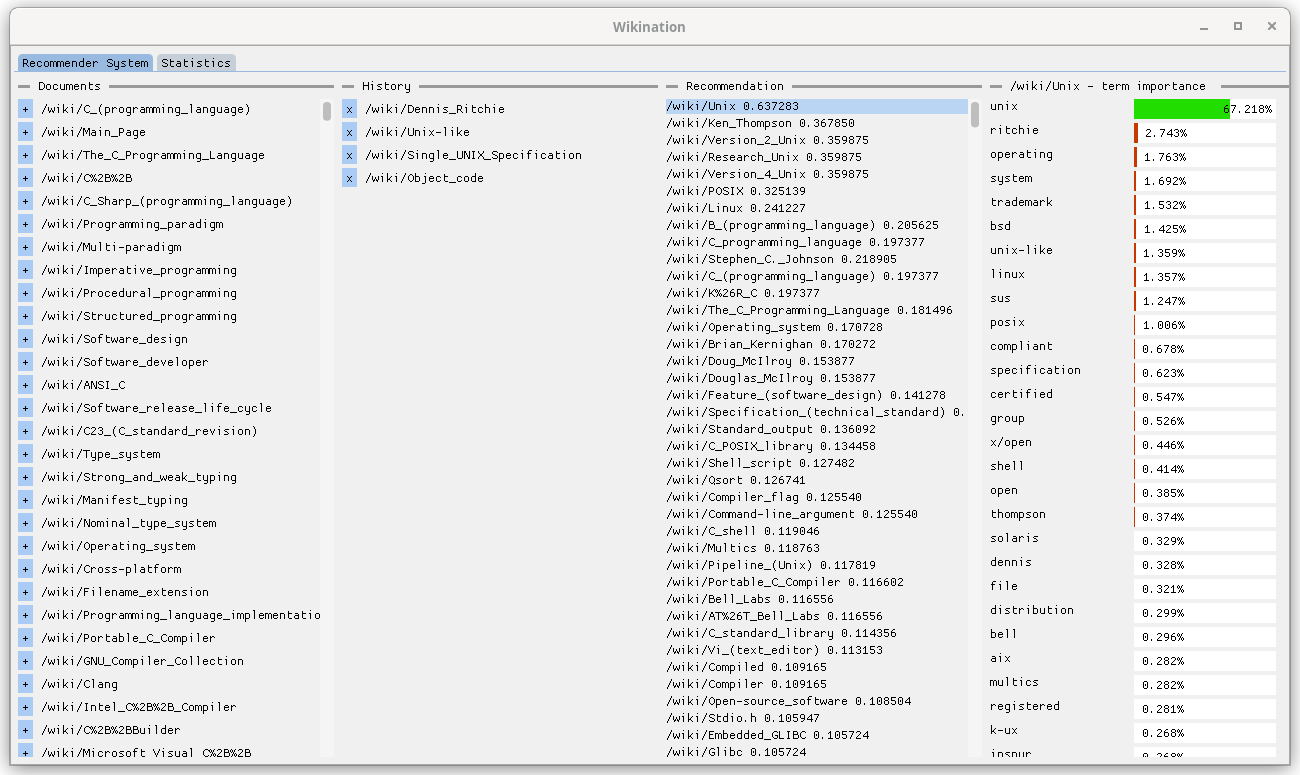 Wikination
Recommender System
Statistics
Documents
+ /wiki/C_(programming_language)
+ /wiki/Main_Page
+ /wiki/The_C_Programming_Language
+ /wiki/C%2B%2B
+ /wiki/C_Sharp_(programming_language)
+ /wiki/Programming_paradigm
+ /wiki/Multi-paradigm
+ /wiki/Imperative_programming
+ /wiki/Procedural_programming
+ /wiki/Structured_programming
+ /wiki/Software_design
+ /wiki/Software_developer
+ /wiki/ANSI_C
+ /wiki/Software_release_life_cycle
+ /wiki/C23_(C_standard_revision)
+ /wiki/Type_system
+ /wiki/Strong_and_weak_typing
+ /wiki/Manifest_typing
+ /wiki/Nominal_type_system
+ /wiki/Operating_system
+ /wiki/Cross-platform
+ /wiki/Filename_extension
+ /wiki/Programming_language_implementatio
+ /wiki/Portable_C_Compiler
+ /wiki/GNU_Compiler_Collection
+ /wiki/Clang
+ /wiki/Intel_C%2B%2B_Compiler
+ /wiki/C%2B%2BBuilder
+ /wiki/Microsoft_Visual_C%2B%2B
History
x /wiki/Dennis_Ritchie
x /wiki/Unix-like
x /wiki/Single_UNIX_Specification
x /wiki/Object_code
Recommendation
/wiki/Unix 0.637283
/wiki/Ken_Thompson 0.367850
/wiki/Version_2_Unix 0.359875
/wiki/Research_Unix 0.359875
/wiki/Version_4_Unix 0.359875
/wiki/POSIX 0.325139
/wiki/Linux 0.241227
/wiki/B_(programming_language) 0.205625
/wiki/C_programming_language 0.197377
/wiki/Stephen_C._Johnson 0.218905
/wiki/C_(programming_language) 0.197377
/wiki/K%26R_C 0.197377
/wiki/The_C_Programming_Language 0.181496
/wiki/Operating_system 0.170728
/wiki/Brian_Kernighan 0.170272
/wiki/Doug_McIlroy 0.153877
/wiki/Douglas_McIlroy 0.153877
/wiki/Feature_(software_design) 0.141278
/wiki/Specification_(technical_standard) 0.
/wiki/Standard_output 0.136092
/wiki/C_POSIX_library 0.134458
/wiki/Shell_script 0.127482
/wiki/Qsort 0.126741
/wiki/Compiler_flag 0.125540
/wiki/Command-line_argument 0.125540
/wiki/C_shell 0.119046
/wiki/Multics 0.118763
/wiki/Pipeline_(Unix) 0.117819
/wiki/Portable_C_Compiler 0.116602
/wiki/Bell_Labs 0.116556
/wiki/AT%26T_Bell_Labs 0.116556
/wiki/C_standard_library 0.114356
/wiki/Vi_(text_editor) 0.113153
/wiki/Compiled 0.109165
/wiki/Compiler 0.109165
/wiki/Open-source_software 0.108504
/wiki/Stdio.h 0.105947
/wiki/Embedded_GLIBC 0.105724
/wiki/Glibc 0.105724
/wiki/Unix - term importance
unix 67.218%
ritchie 2.743%
operating 1.763%
system 1.692%
trademark 1.532%
bsd 1.425%
unix-like 1.359%
linux 1.357%
sus 1.247%
posix 1.006%
compliant 0.678%
specification 0.623%
certified 0.547%
group 0.526%
x/open 0.446%
shell 0.414%
open 0.385%
thompson 0.374%
solaris 0.329%
dennis 0.328%
file 0.321%
distribution 0.299%
bell 0.296%
aix 0.282%
multics 0.282%
registered 0.281%
k-ux 0.268%
inspur 0.268%